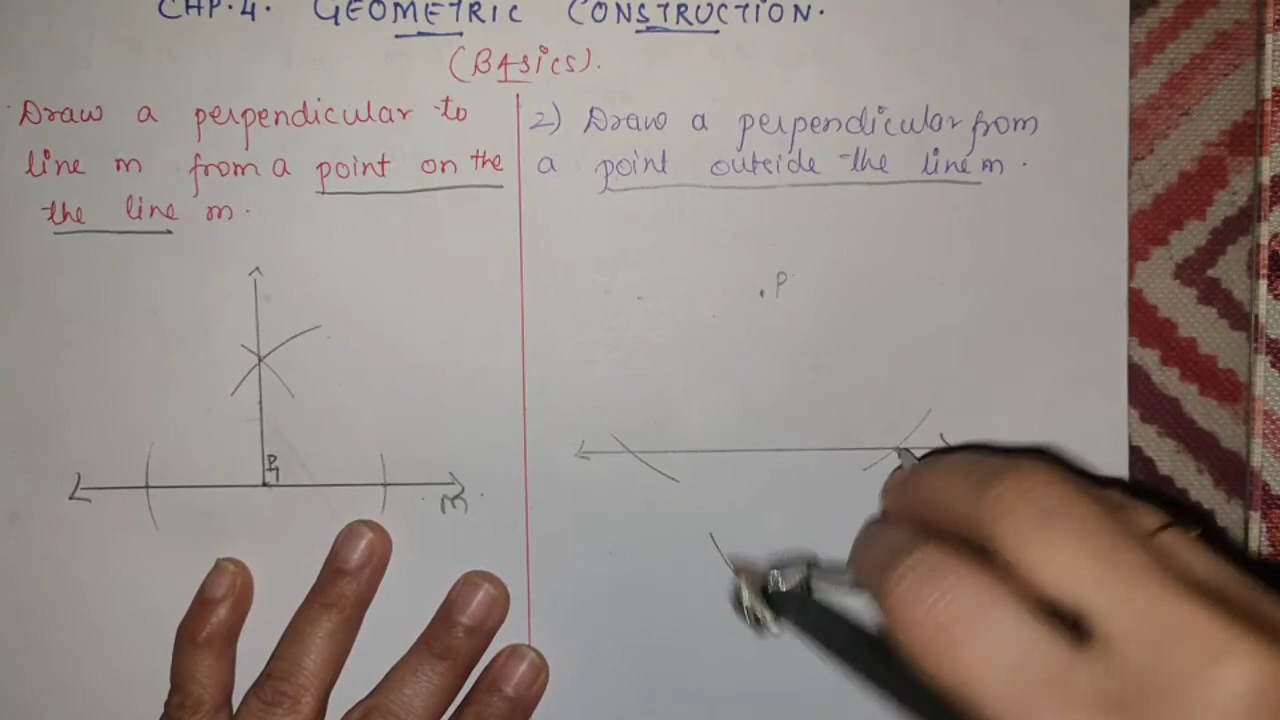 CHP.4. GEOMETRIC CONSTRUCTION.
(Basics).
Draw a perpendicular to
line m from a point on the
the line m.
2) Draw a perpendicular from
a point outside the line m.
.P
P
m